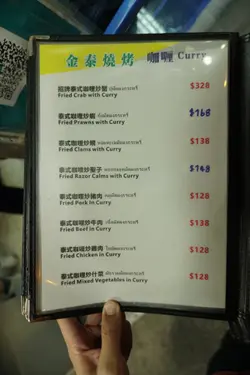 金泰燒烤 咖喱 Curry
招牌泰式咖喱炒蟹
$328
Fried Crab with Curry
泰式咖喱炒蝦
$168
Fried Prawns with Curry
泰式咖喱炒蜆
$138
Fried Clams with Curry
泰式咖喱炒蟶子
Fried Razor Calms with Curry
泰式咖喱炒豬肉
$128
Fried Pork In Curry
泰式咖喱炒牛肉
$138
Fried Beef in Curry
泰式咖喱炒雞肉
$128
Fried Chicken in Curry
泰式咖喱炒什菜
$128
Fried Mixed Vegetables in Curry